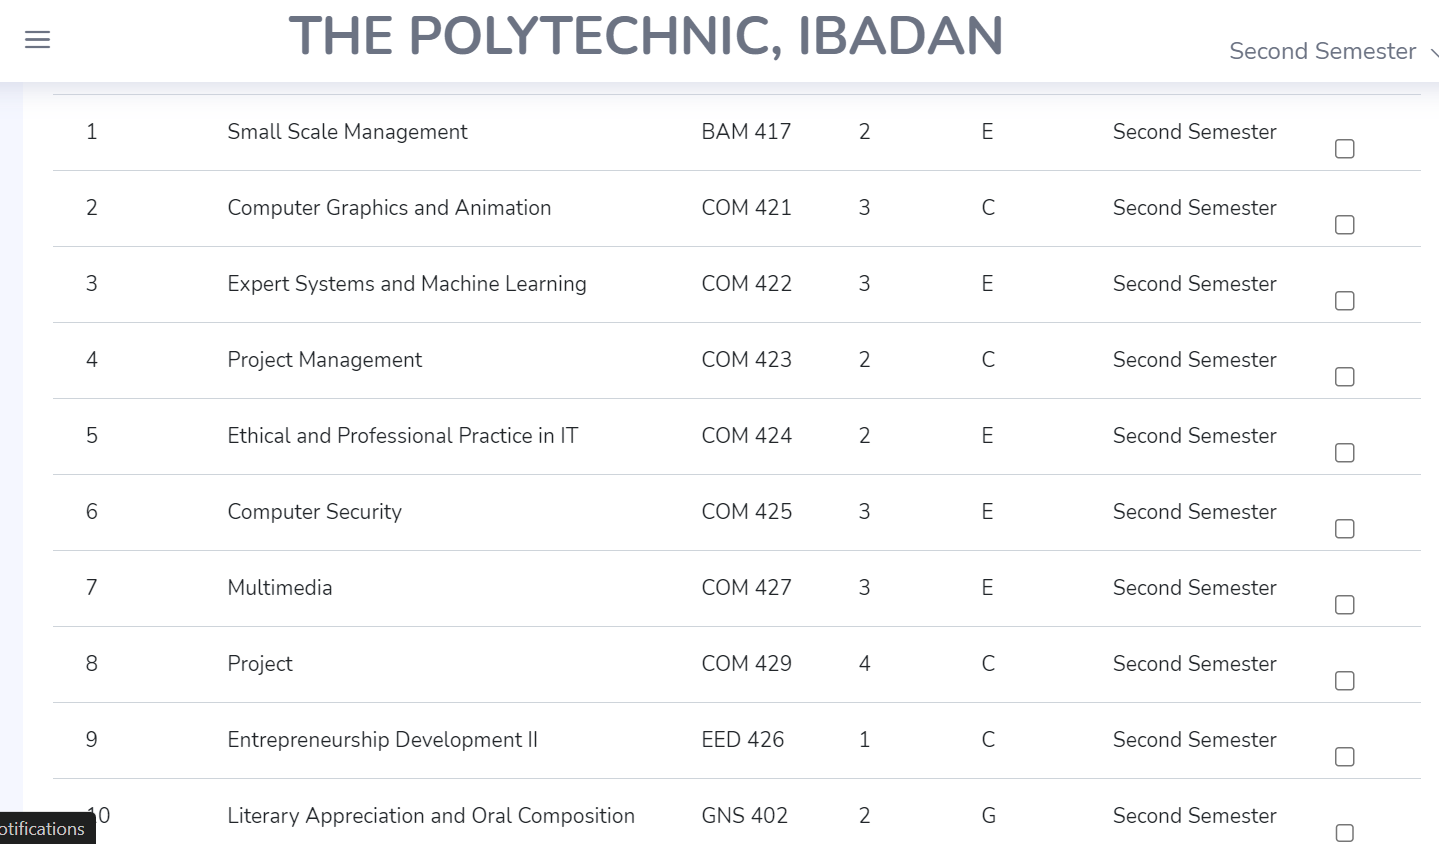 THE POLYTECHNIC, IBADAN
Second Semester
1 Small Scale Management BAM 417 2 E Second Semester
2 Computer Graphics and Animation COM 421 3 C Second Semester
3 Expert Systems and Machine Learning COM 422 3 E Second Semester
4 Project Management COM 423 2 C Second Semester
5 Ethical and Professional Practice in IT COM 424 2 E Second Semester
6 Computer Security COM 425 3 E Second Semester
7 Multimedia COM 427 3 E Second Semester
8 Project COM 429 4 C Second Semester
9 Entrepreneurship Development II EED 426 1 C Second Semester
10 Literary Appreciation and Oral Composition GNS 402 2 G Second Semester
otifications